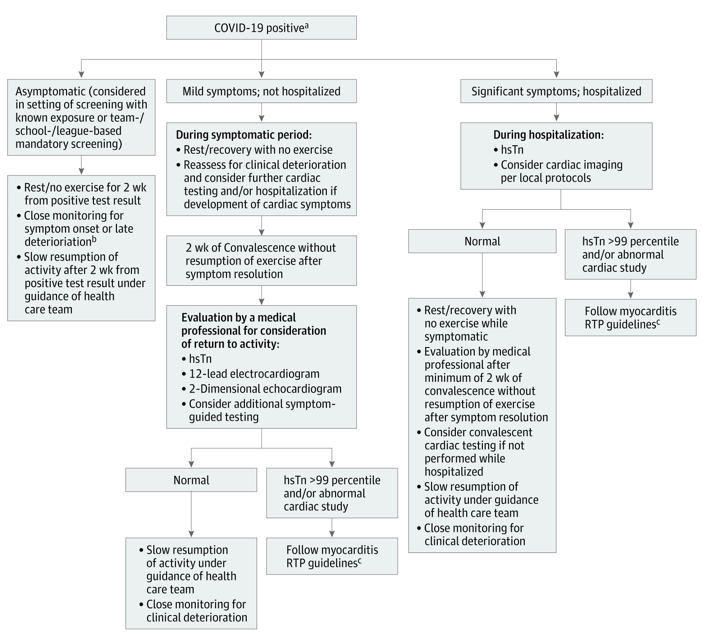 COVID-19 positiveᵃ
Asymptomatic (considered
in setting of screening with
known exposure or team-/
school-/league-based
mandatory screening)
• Rest/no exercise for 2 wk
from positive test result
• Close monitoring for
symptom onset or late
deterioriationᵇ
• Slow resumption of
activity after 2 wk from
positive test result under
guidance of health
care team
Mild symptoms; not hospitalized
During symptomatic period:
• Rest/recovery with no exercise
• Reassess for clinical deterioration
and consider further cardiac
testing and/or hospitalization if
development of cardiac symptoms
2 wk of Convalescence without
resumption of exercise after
symptom resolution
Evaluation by a medical
professional for consideration
of return to activity:
• hsTn
• 12-lead electrocardiogram
• 2-Dimensional echocardiogram
• Consider additional symptom-
guided testing
Normal
• Slow resumption
of activity under
guidance of health
care team
• Close monitoring for
clinical deterioration
hsTn >99 percentile
and/or abnormal
cardiac study
Follow myocarditis
RTP guidelinesᶜ
Significant symptoms; hospitalized
During hospitalization:
• hsTn
• Consider cardiac imaging
per local protocols
Normal
• Rest/recovery with
no exercise while
symptomatic
• Evaluation by medical
professional after
minimum of 2 wk of
convalescence without
resumption of exercise
after symptom resolution
• Consider convalescent
cardiac testing if not
performed while
hospitalized
• Slow resumption of
activity under guidance
of health care team
• Close monitoring for
clinical deterioration
hsTn >99 percentile
and/or abnormal
cardiac study
Follow myocarditis
RTP guidelinesᶜ